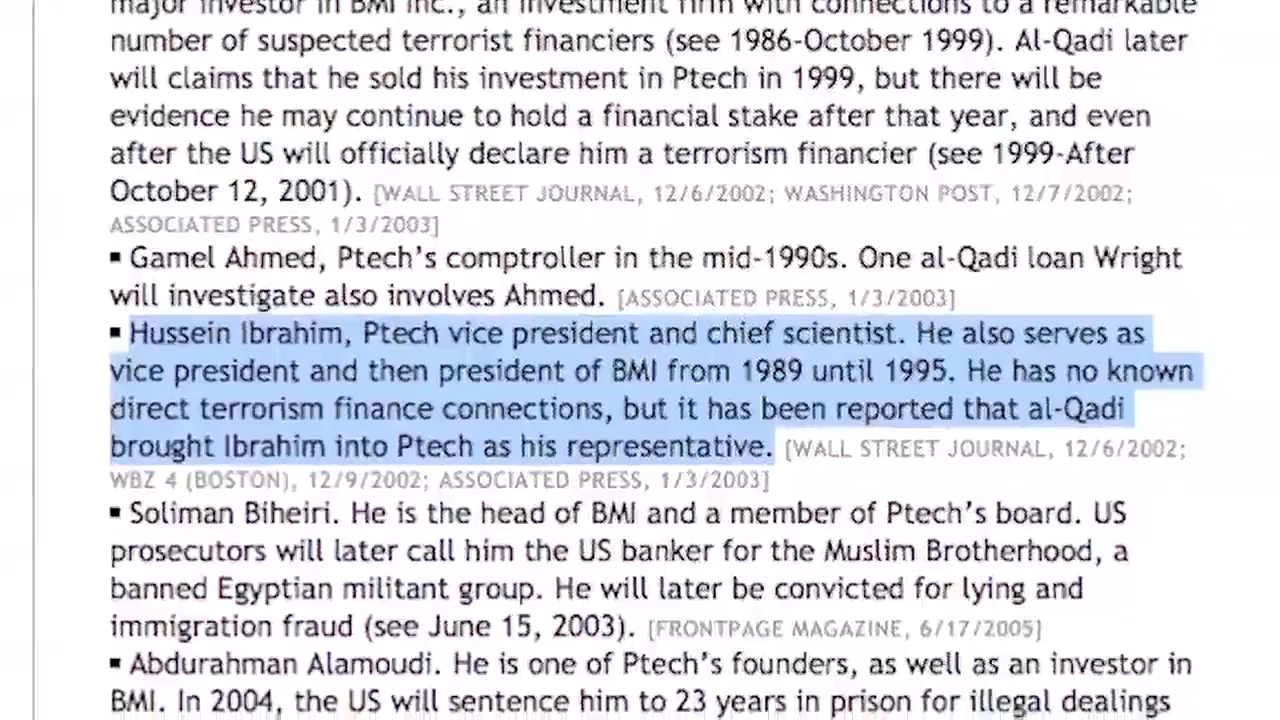 major investor in BMI Inc., an investment firm with connections to a remarkable
number of suspected terrorist financiers (see 1986-October 1999). Al-Qadi later
will claims that he sold his investment in Ptech in 1999, but there will be
evidence he may continue to hold a financial stake after that year, and even
after the US will officially declare him a terrorism financier (see 1999-After
October 12, 2001). [WALL STREET JOURNAL, 12/6/2002; WASHINGTON POST, 12/7/2002;
ASSOCIATED PRESS, 1/3/2003]
▪ Gamel Ahmed, Ptech’s comptroller in the mid-1990s. One al-Qadi loan Wright
will investigate also involves Ahmed. [ASSOCIATED PRESS, 1/3/2003]
▪ Hussein Ibrahim, Ptech vice president and chief scientist. He also serves as
vice president and then president of BMI from 1989 until 1995. He has no known
direct terrorism finance connections, but it has been reported that al-Qadi
brought Ibrahim into Ptech as his representative. [WALL STREET JOURNAL, 12/6/2002;
WBZ 4 (BOSTON), 12/9/2002; ASSOCIATED PRESS, 1/3/2003]
▪ Soliman Biheiri. He is the head of BMI and a member of Ptech’s board. US
prosecutors will later call him the US banker for the Muslim Brotherhood, a
banned Egyptian militant group. He will later be convicted for lying and
immigration fraud (see June 15, 2003). [FRONTPAGE MAGAZINE, 6/17/2005]
▪ Abdurahman Alamoudi. He is one of Ptech’s founders, as well as an investor in
BMI. In 2004, the US will sentence him to 23 years in prison for illegal dealings